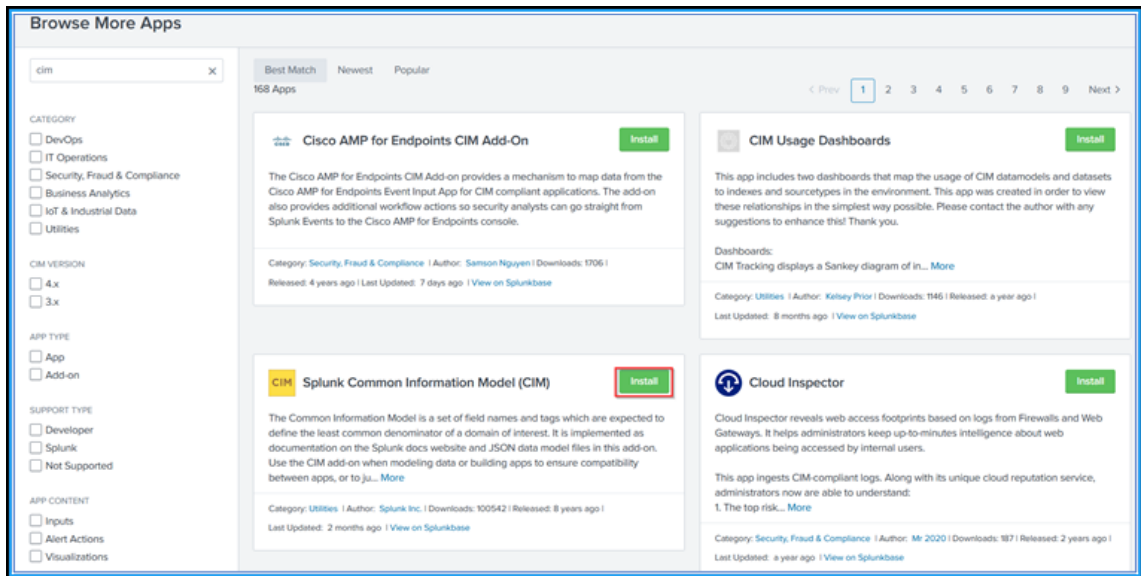 Browse More Apps
cim
CATEGORY
DevOps
IT Operations
Security, Fraud & Compliance
Business Analytics
IoT & Industrial Data
Utilities
CIM VERSION
4.x
3.x
APP TYPE
App
Add-on
SUPPORT TYPE
Developer
Splunk
Not Supported
APP CONTENT
Inputs
Alert Actions
Visualizations
Best Match Newest Popular
168 Apps
< Prev 1 2 3 4 5 6 7 8 9 Next >
CISCO
Cisco AMP for Endpoints CIM Add-On
Install
The Cisco AMP for Endpoints CIM Add-on provides a mechanism to map data from the
Cisco AMP for Endpoints Event Input App for CIM compliant applications. The add-on
also provides additional workflow actions so security analysts can go straight from
Splunk Events to the Cisco AMP for Endpoints console.
Category: Security, Fraud & Compliance | Author: Samson Nguyen | Downloads: 1706 |
Released: 4 years ago | Last Updated: 7 days ago | View on Splunkbase
CIM Usage Dashboards
Install
This app includes two dashboards that map the usage of CIM datamodels and datasets
to indexes and sourcetypes in the environment. This app was created in order to view
these relationships in the simplest way possible. Please contact the author with any
suggestions to enhance this! Thank you.
Dashboards:
CIM Tracking displays a Sankey diagram of in... More
Category: Utilities | Author: Kelsey Prior | Downloads: 1146 | Released: a year ago |
Last Updated: 8 months ago | View on Splunkbase
CIM
Splunk Common Information Model (CIM)
Install
The Common Information Model is a set of field names and tags which are expected to
define the least common denominator of a domain of interest. It is implemented as
documentation on the Splunk docs website and JSON data model files in this add-on.
Use the CIM add-on when modeling data or building apps to ensure compatibility
between apps, or to ju... More
Category: Utilities | Author: Splunk Inc. | Downloads: 100542 | Released: 8 years ago |
Last Updated: 2 months ago | View on Splunkbase
Cloud Inspector
Install
Cloud Inspector reveals web access footprints based on logs from Firewalls and Web
Gateways. It helps administrators keep up-to-minutes intelligence about web
applications being accessed by internal users.
This app ingests CIM-compliant logs. Along with its unique cloud reputation service,
administrators now are able to understand:
1. The top risk... More
Category: Security, Fraud & Compliance | Author: Mr 2020 | Downloads: 187 | Released: 2 years ago |
Last Updated: a year ago | View on Splunkbase